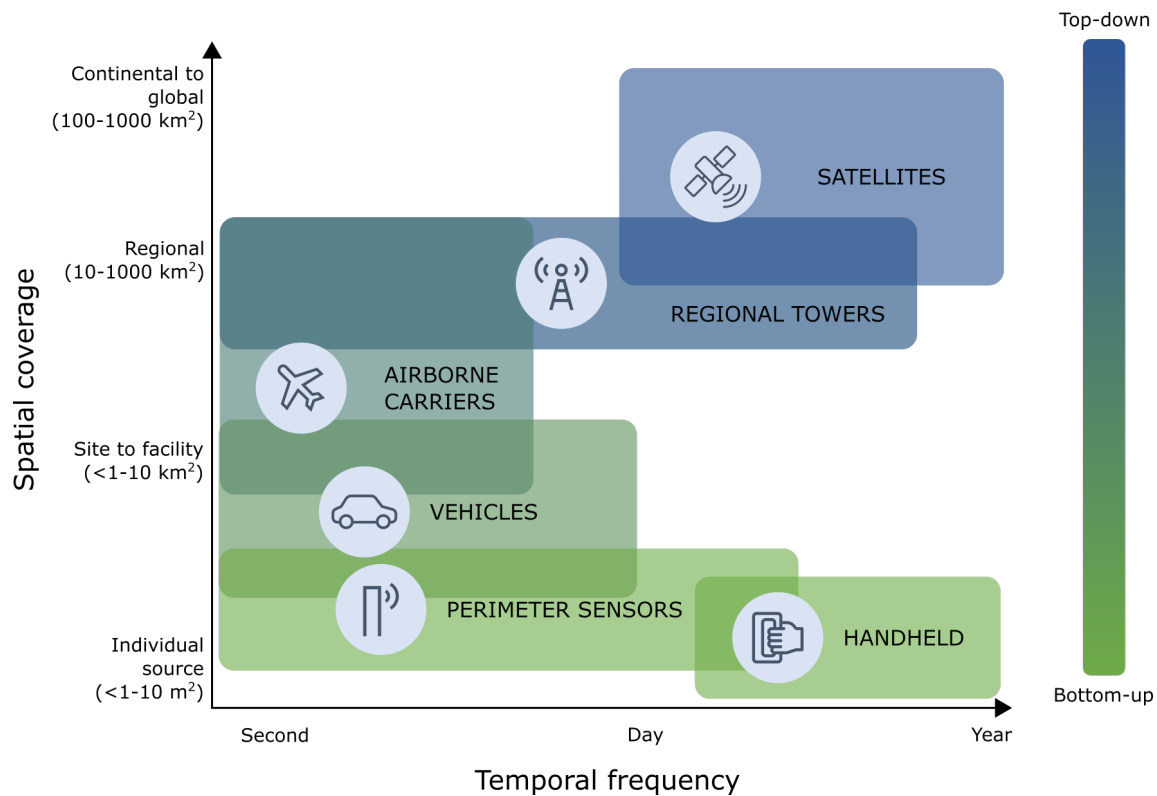 Top-down
Continental to
global
(100-1000 km²)
SATELLITES
Regional
(10-1000 km²)
REGIONAL TOWERS
AIRBORNE
CARRIERS
Spatial coverage
Site to facility
(<1-10 km²)
VEHICLES
PERIMETER SENSORS
HANDHELD
Individual
source
(<1-10 m²)
Bottom-up
Second
Day
Year
Temporal frequency